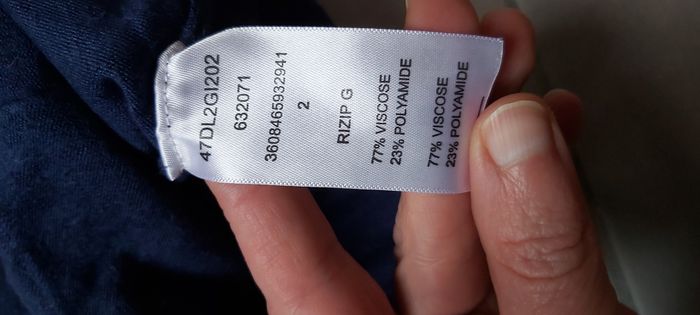 47DL2GI202
632071
3608465932941
2
RIZIP G
77% VISCOSE
23% POLYAMIDE
77% VISCOSE
23% POLYAMIDE